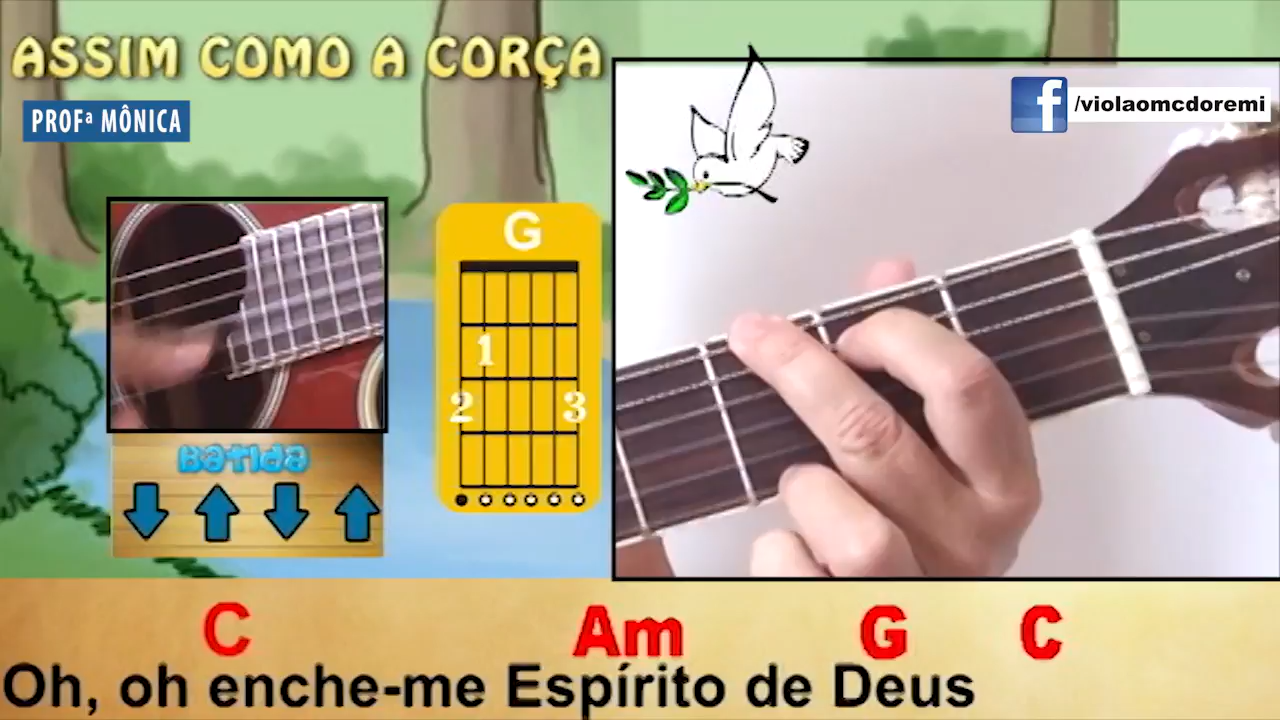 ASSIM COMO A CORÇA
PROFª MÔNICA
f /violaomcdoremi
G
1
2 3
Batida
C Am G C
Oh, oh enche-me Espírito de Deus